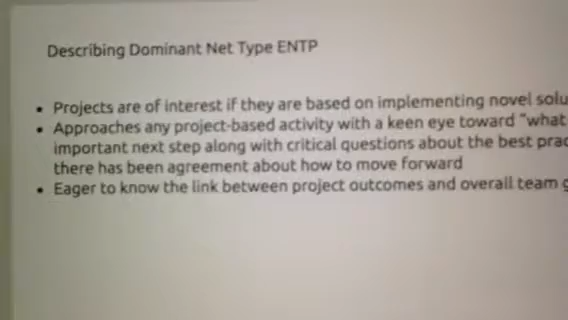 Describing Dominant Net Type ENTP
• Projects are of interest if they are based on implementing novel
• Approaches any project-based activity with a keen eye toward "what
important next step along with critical questions about the best
there has been agreement about how to move forward
• Eager to know the link between project outcomes and overall team